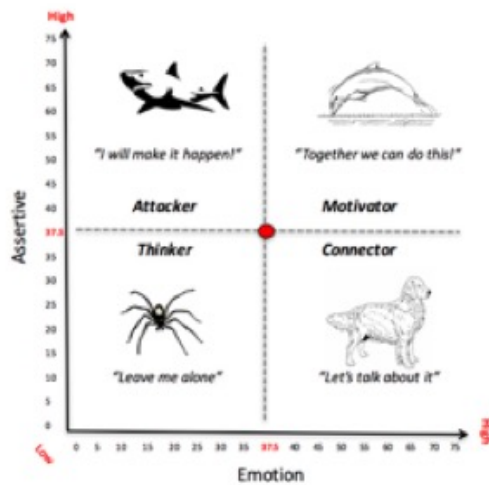 High
Assertive
75
70
65
60
55
50
45
40
37.5
35
30
25
20
15
10
5
0
"I will make it happen!"
"Together we can do this!"
Attacker
Motivator
Thinker
Connector
"Leave me alone"
"Let's talk about it"
Low
0 5 10 15 20 25 30 35 37.5 40 45 50 55 60 65 70 75
High
Emotion